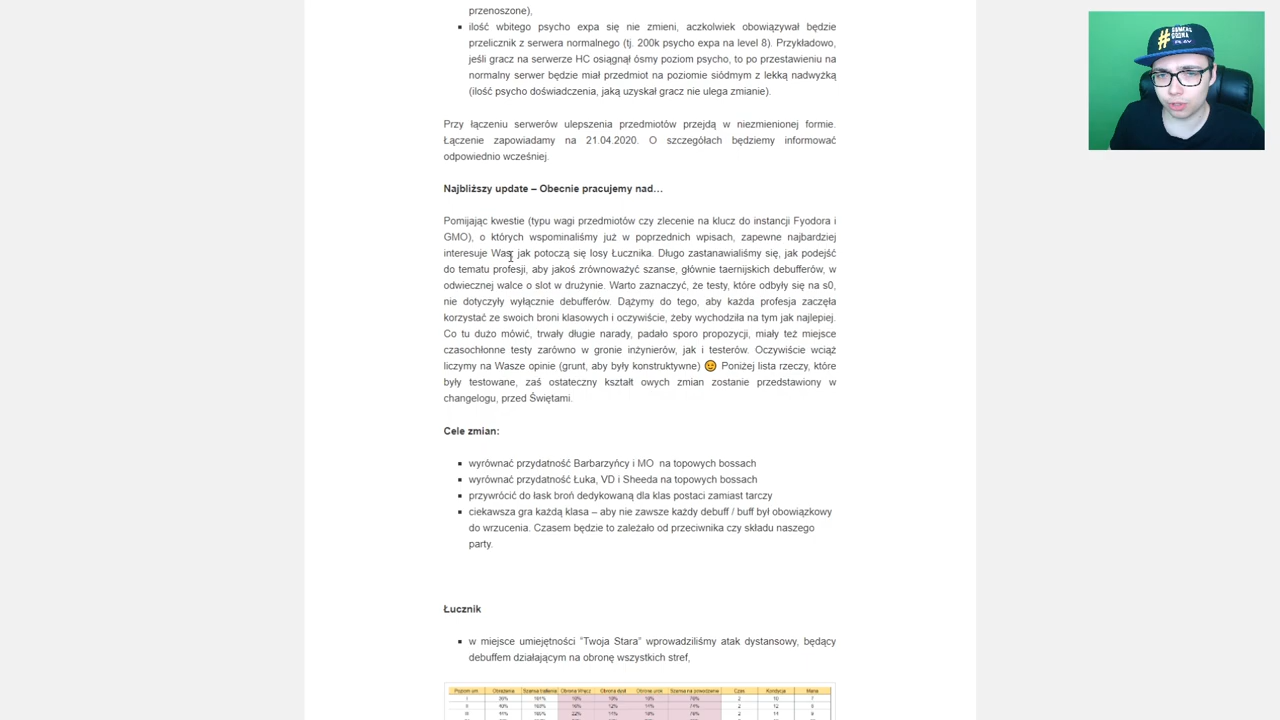 przenoszone),
▪ ilość wbitego psycho expa się nie zmieni, aczkolwiek obowiązywał będzie
przelicznik z serwera normalnego (tj. 200k psycho expa na level 8). Przykładowo,
jeśli gracz na serwerze HC osiągnął ósmy poziom psycho, to po przestawieniu na
normalny serwer będzie miał przedmiot na poziomie siódmym z lekką nadwyżką
(ilość psycho doświadczenia, jaką uzyskał gracz nie ulega zmianie).
Przy łączeniu serwerów ulepszenia przedmiotów przejdą w niezmienionej formie.
Łączenie zapowiadamy na 21.04.2020. O szczegółach będziemy informować
odpowiednio wcześniej.
Najbliższy update – Obecnie pracujemy nad…
Pomijając kwestie (typu wagi przedmiotów czy zlecenie na klucz do instancji Fyodora i
GMO), o których wspominaliśmy już w poprzednich wpisach, zapewne najbardziej
interesuje Was, jak potoczą się losy Łucznika. Długo zastanawialiśmy się, jak podejść
do tematu profesji, aby jakoś zrównoważyć szanse, głównie taernijskich debufferów, w
odwiecznej walce o slot w drużynie. Warto zaznaczyć, że testy, które odbyły się na s0,
nie dotyczyły wyłącznie debufferów. Dążymy do tego, aby każda profesja zaczęła
korzystać ze swoich broni klasowych i oczywiście, żeby wychodziła na tym jak najlepiej.
Co tu dużo mówić, trwały długie narady, padało sporo propozycji, miały też miejsce
czasochłonne testy zarówno w gronie inżynierów, jak i testerów. Oczywiście wciąż
liczymy na Wasze opinie (grunt, aby były konstruktywne) 😉 Poniżej lista rzeczy, które
były testowane, zaś ostateczny kształt owych zmian zostanie przedstawiony w
changelogu, przed Świętami.
Cele zmian:
▪ wyrównać przydatność Barbarzyńcy i MO na topowych bossach
▪ wyrównać przydatność Łuka, VD i Sheeda na topowych bossach
▪ przywrócić do łask broń dedykowaną dla klas postaci zamiast tarczy
▪ ciekawsza gra każdą klasa – aby nie zawsze każdy debuff / buff był obowiązkowy
do wrzucenia. Czasem będzie to zależało od przeciwnika czy składu naszego
party.
Łucznik
▪ w miejsce umiejętności "Twoja Stara" wprowadziliśmy atak dystansowy, będący
debuffem działającym na obronę wszystkich stref,